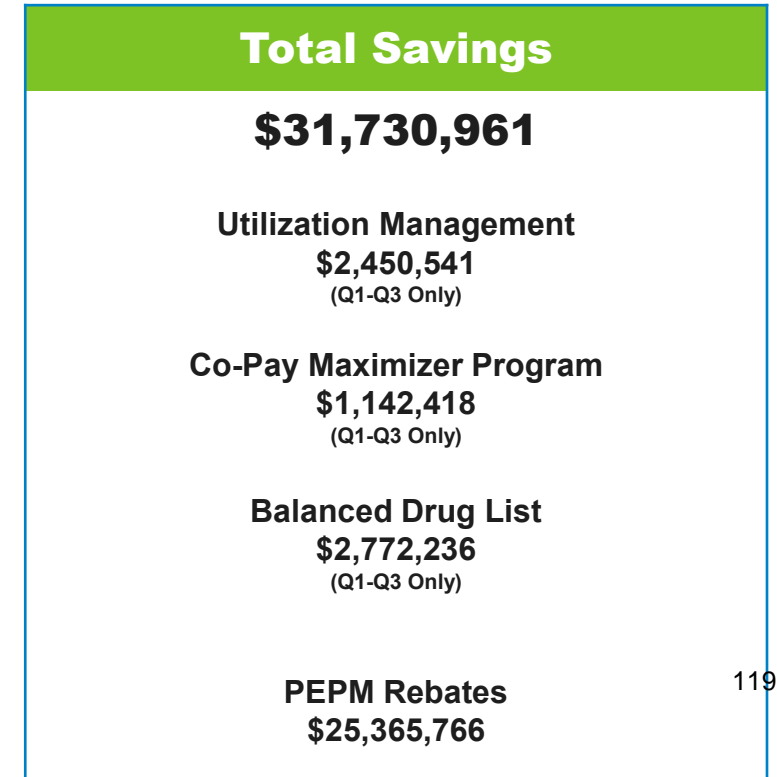 Total Savings
$31,730,961
Utilization Management
$2,450,541
(Q1-Q3 Only)
Co-Pay Maximizer Program
$1,142,418
(Q1-Q3 Only)
Balanced Drug List
$2,772,236
(Q1-Q3 Only)
119
PEPM Rebates
$25,365,766